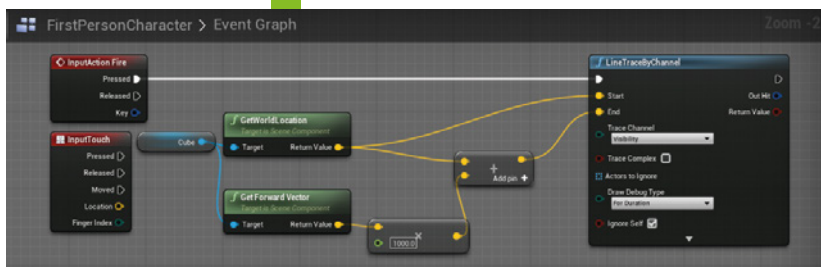 FirstPersonCharacter > Event Graph
Zoom -2
InputAction Fire
Pressed
Released
Key
InputTouch
Pressed
Released
Moved
Location
Finger Index
Cube
GetWorldLocation
Target is Scene Component
Target
Return Value
Get Forward Vector
Target is Scene Component
Target
Return Value
1000.0
×
+
Add pin +
LineTraceByChannel
Start
Out Hit
End
Return Value
Trace Channel
Visibility
Trace Complex
Actors to Ignore
Draw Debug Type
For Duration
Ignore Self